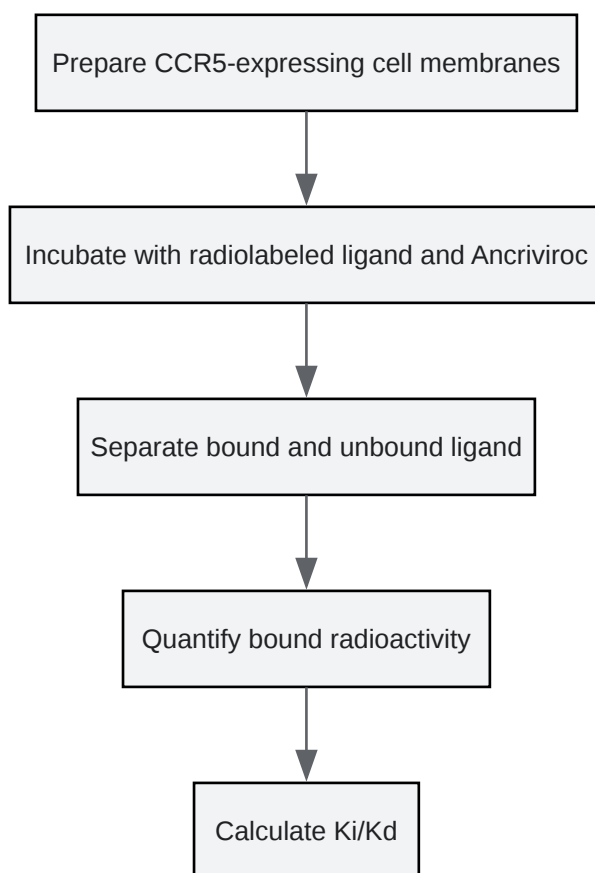 Prepare CCR5-expressing cell membranes
Incubate with radiolabeled ligand and Ancriviroc
Separate bound and unbound ligand
Quantify bound radioactivity
Calculate Ki/Kd